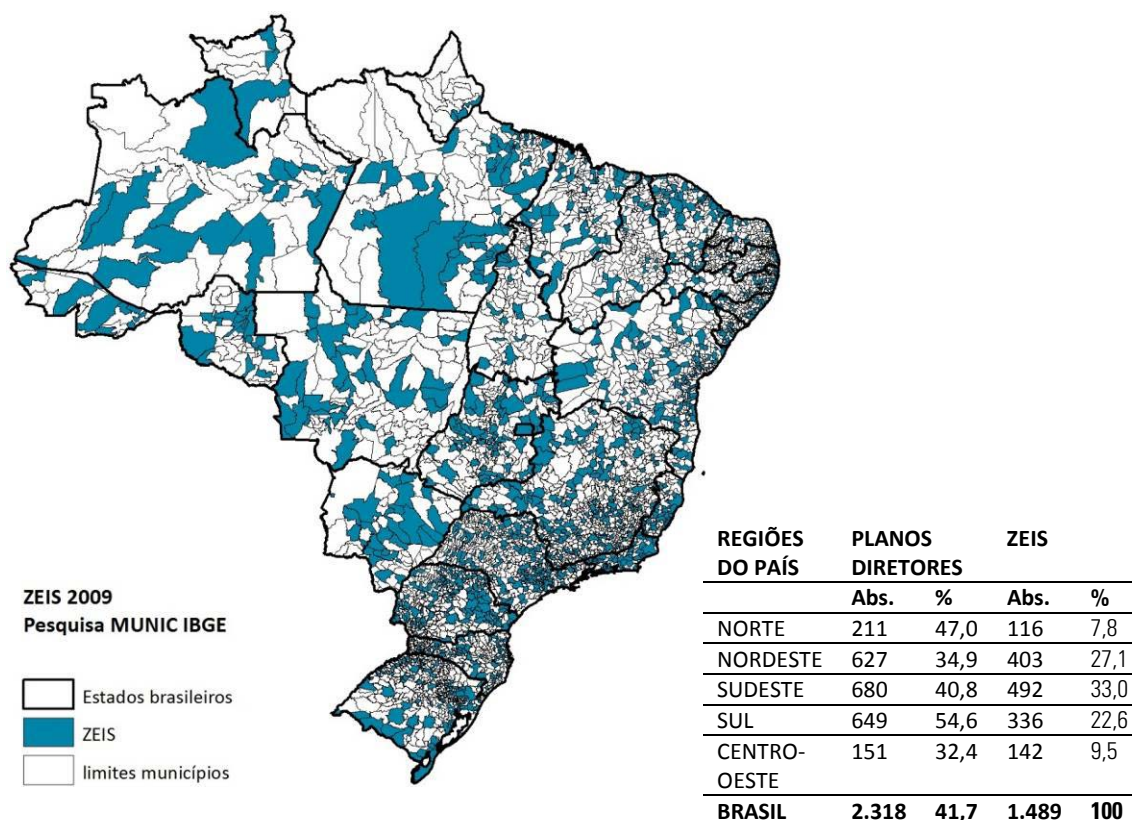 ZEIS 2009
Pesquisa MUNIC IBGE
Estados brasileiros
ZEIS
limites municípios
REGIÕES DO PAÍS PLANOS DIRETORES ZEIS
Abs. % Abs. %
NORTE 211 47,0 116 7,8
NORDESTE 627 34,9 403 27,1
SUDESTE 680 40,8 492 33,0
SUL 649 54,6 336 22,6
CENTRO-OESTE 151 32,4 142 9,5
BRASIL 2.318 41,7 1.489 100